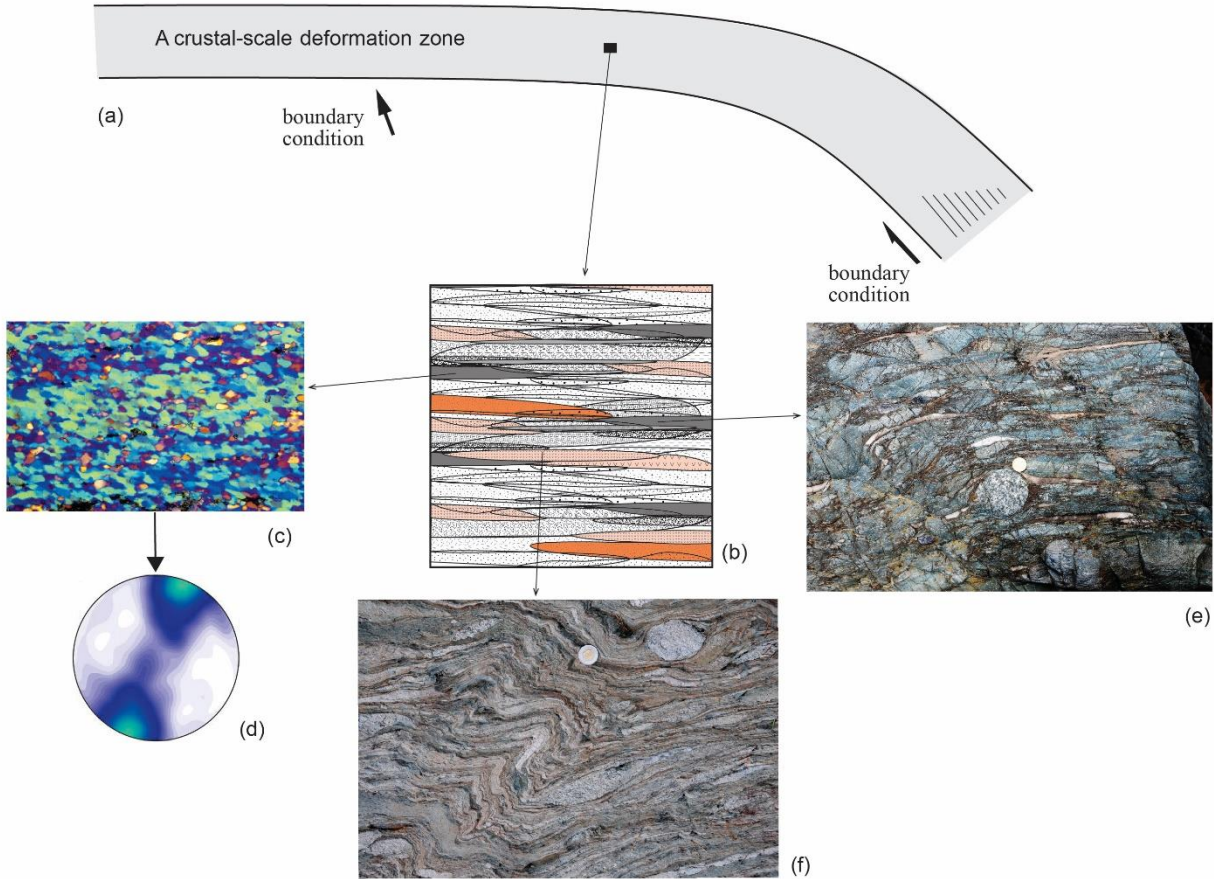 A crustal-scale deformation zone
(a)
boundary
condition
boundary
condition
(b)
(c)
(d)
(e)
(f)